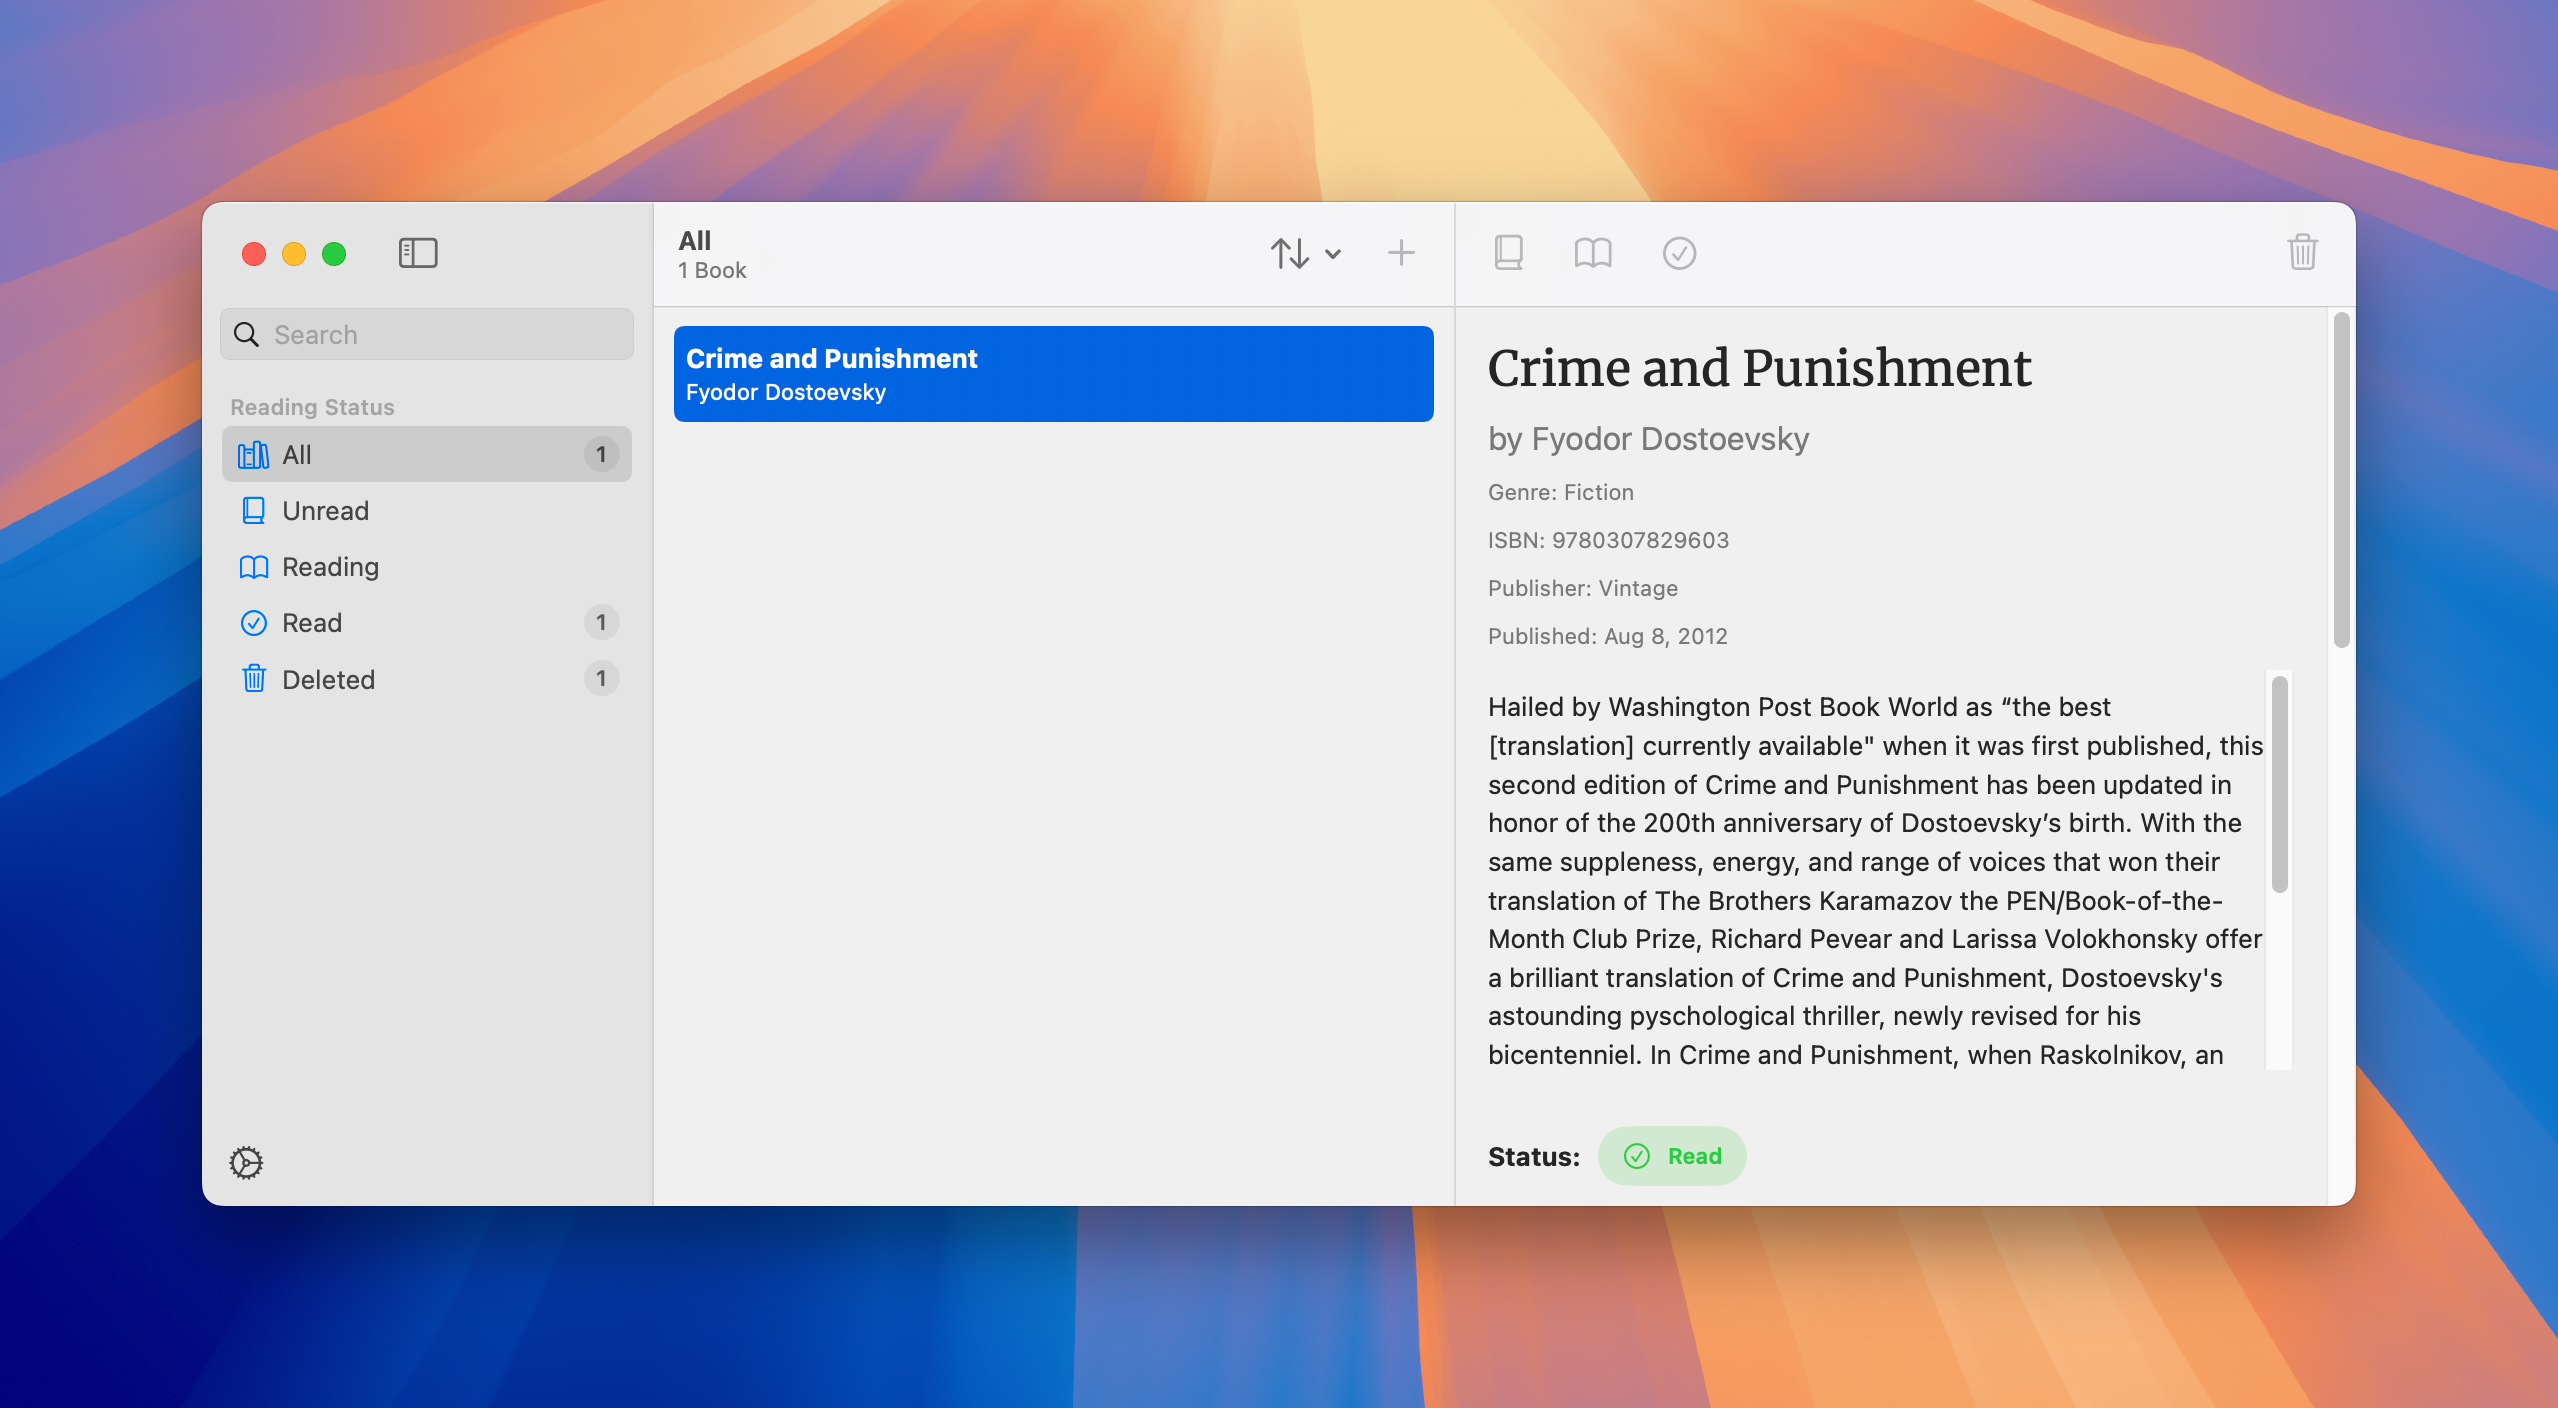 Search
Reading Status
All 1
Unread
Reading
Read 1
Deleted 1
All
1 Book
Crime and Punishment
Fyodor Dostoevsky
Crime and Punishment
by Fyodor Dostoevsky
Genre: Fiction
ISBN: 9780307829603
Publisher: Vintage
Published: Aug 8, 2012
Hailed by Washington Post Book World as “the best
[translation] currently available" when it was first published, this
second edition of Crime and Punishment has been updated in
honor of the 200th anniversary of Dostoevsky’s birth. With the
same suppleness, energy, and range of voices that won their
translation of The Brothers Karamazov the PEN/Book-of-the-
Month Club Prize, Richard Pevear and Larissa Volokhonsky offer
a brilliant translation of Crime and Punishment, Dostoevsky's
astounding pyschological thriller, newly revised for his
bicentenniel. In Crime and Punishment, when Raskolnikov, an
Status: Read